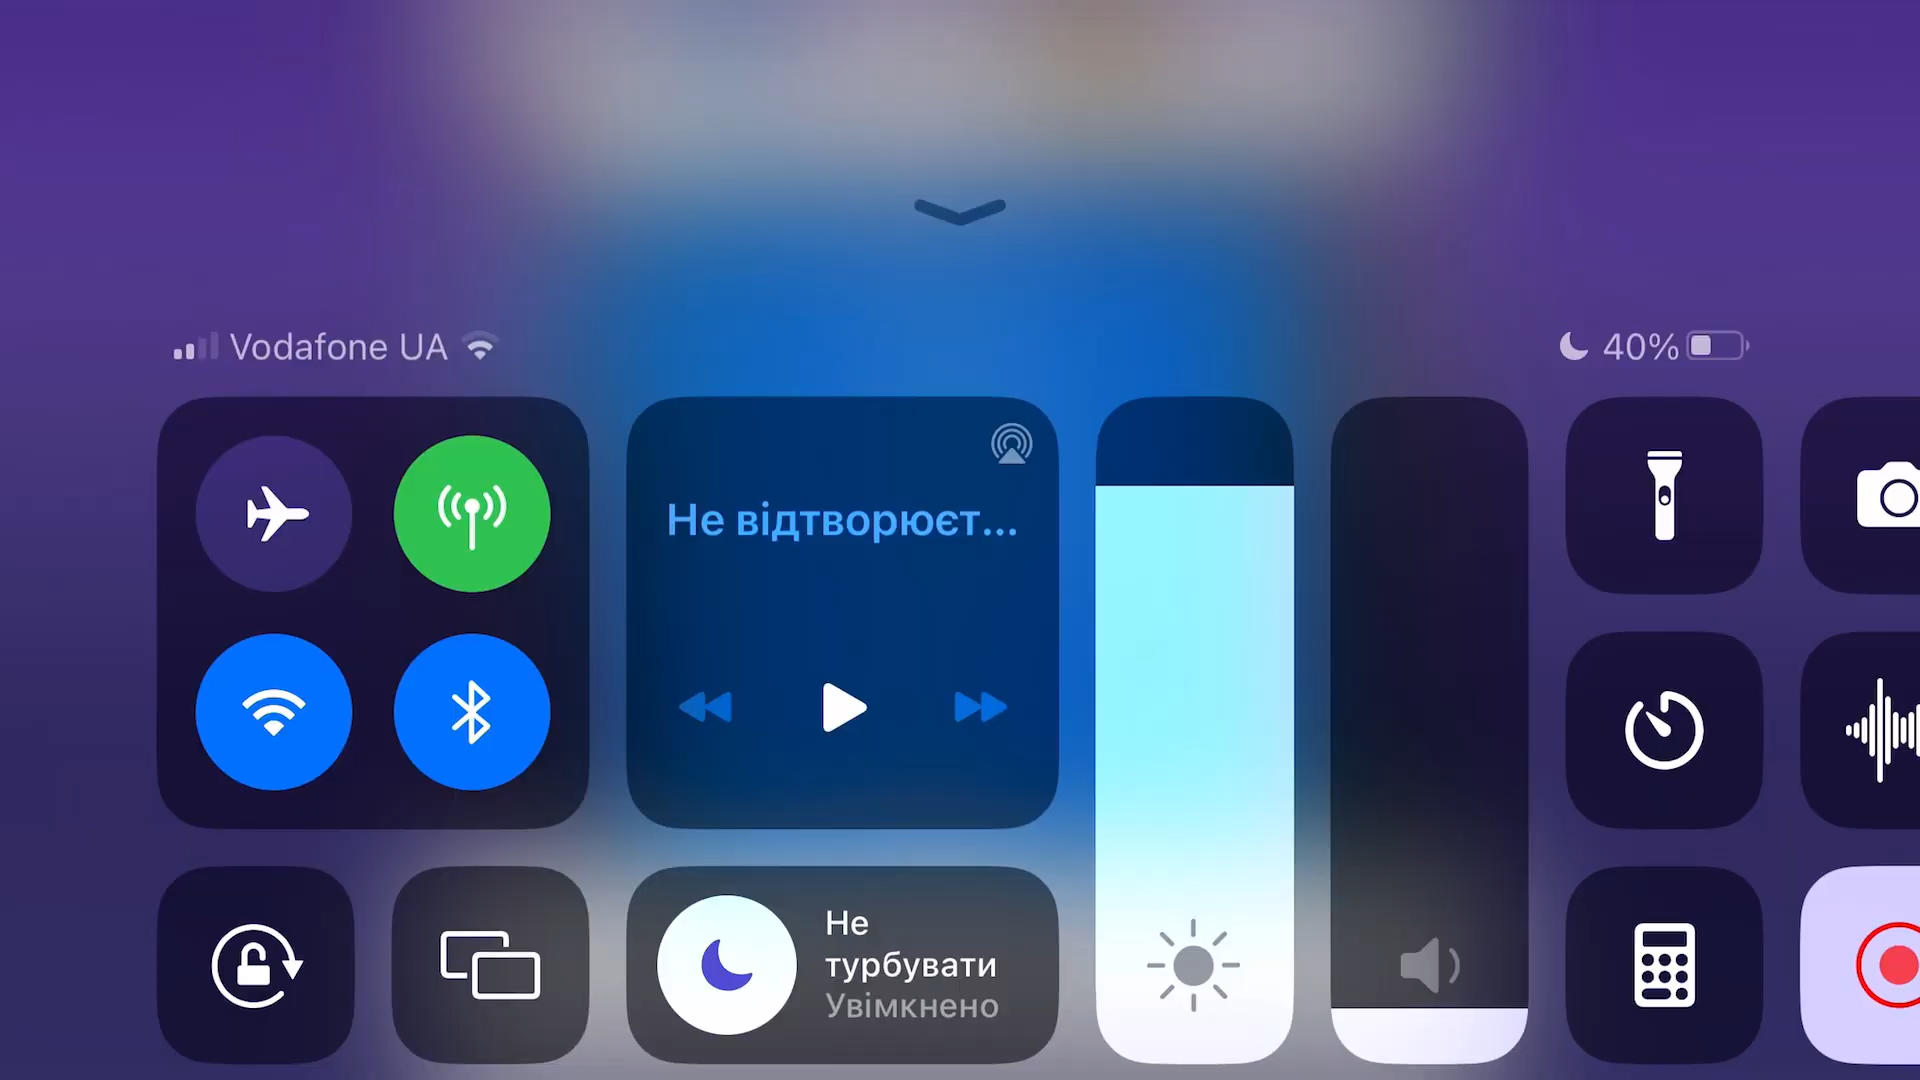 Vodafone UA
40%
Не відтворюєт...
Не
турбувати
Увімкнено